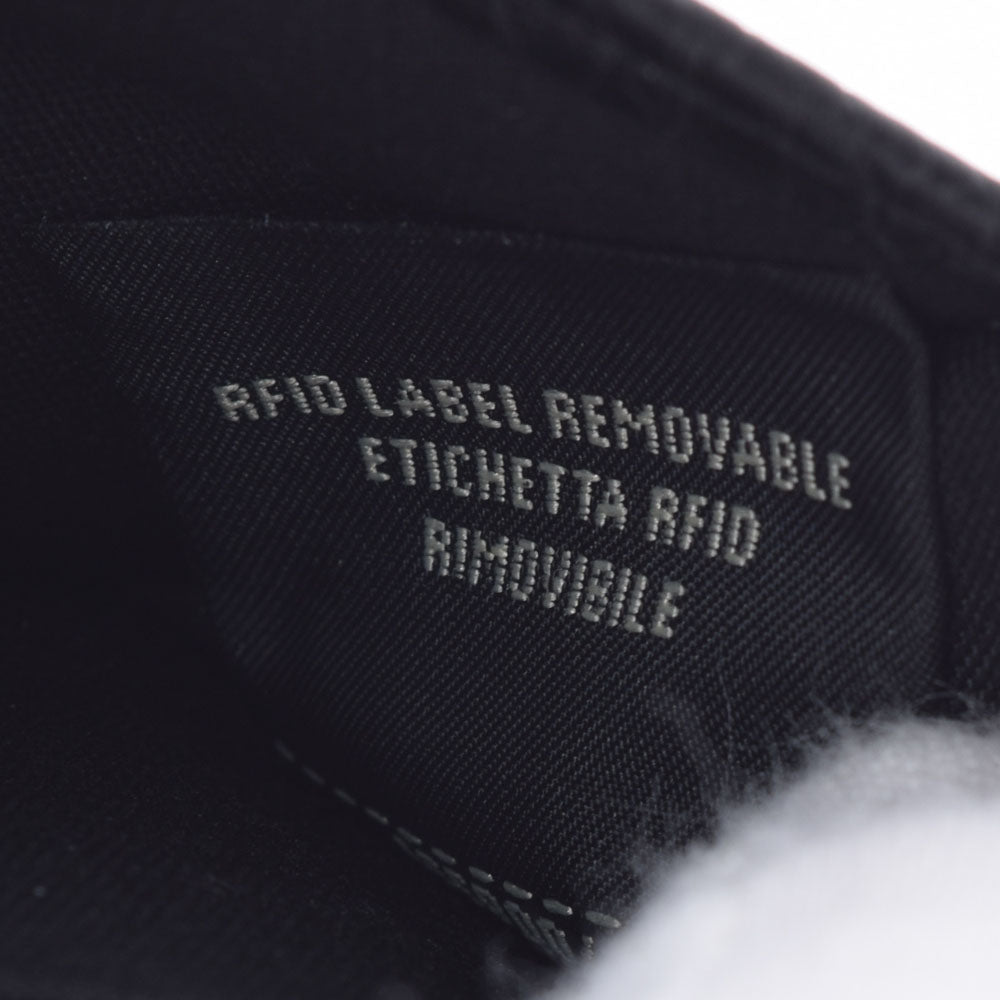 RFID LABEL REMOVABLE
ETICHETTA RFID
RIMOVIBILE